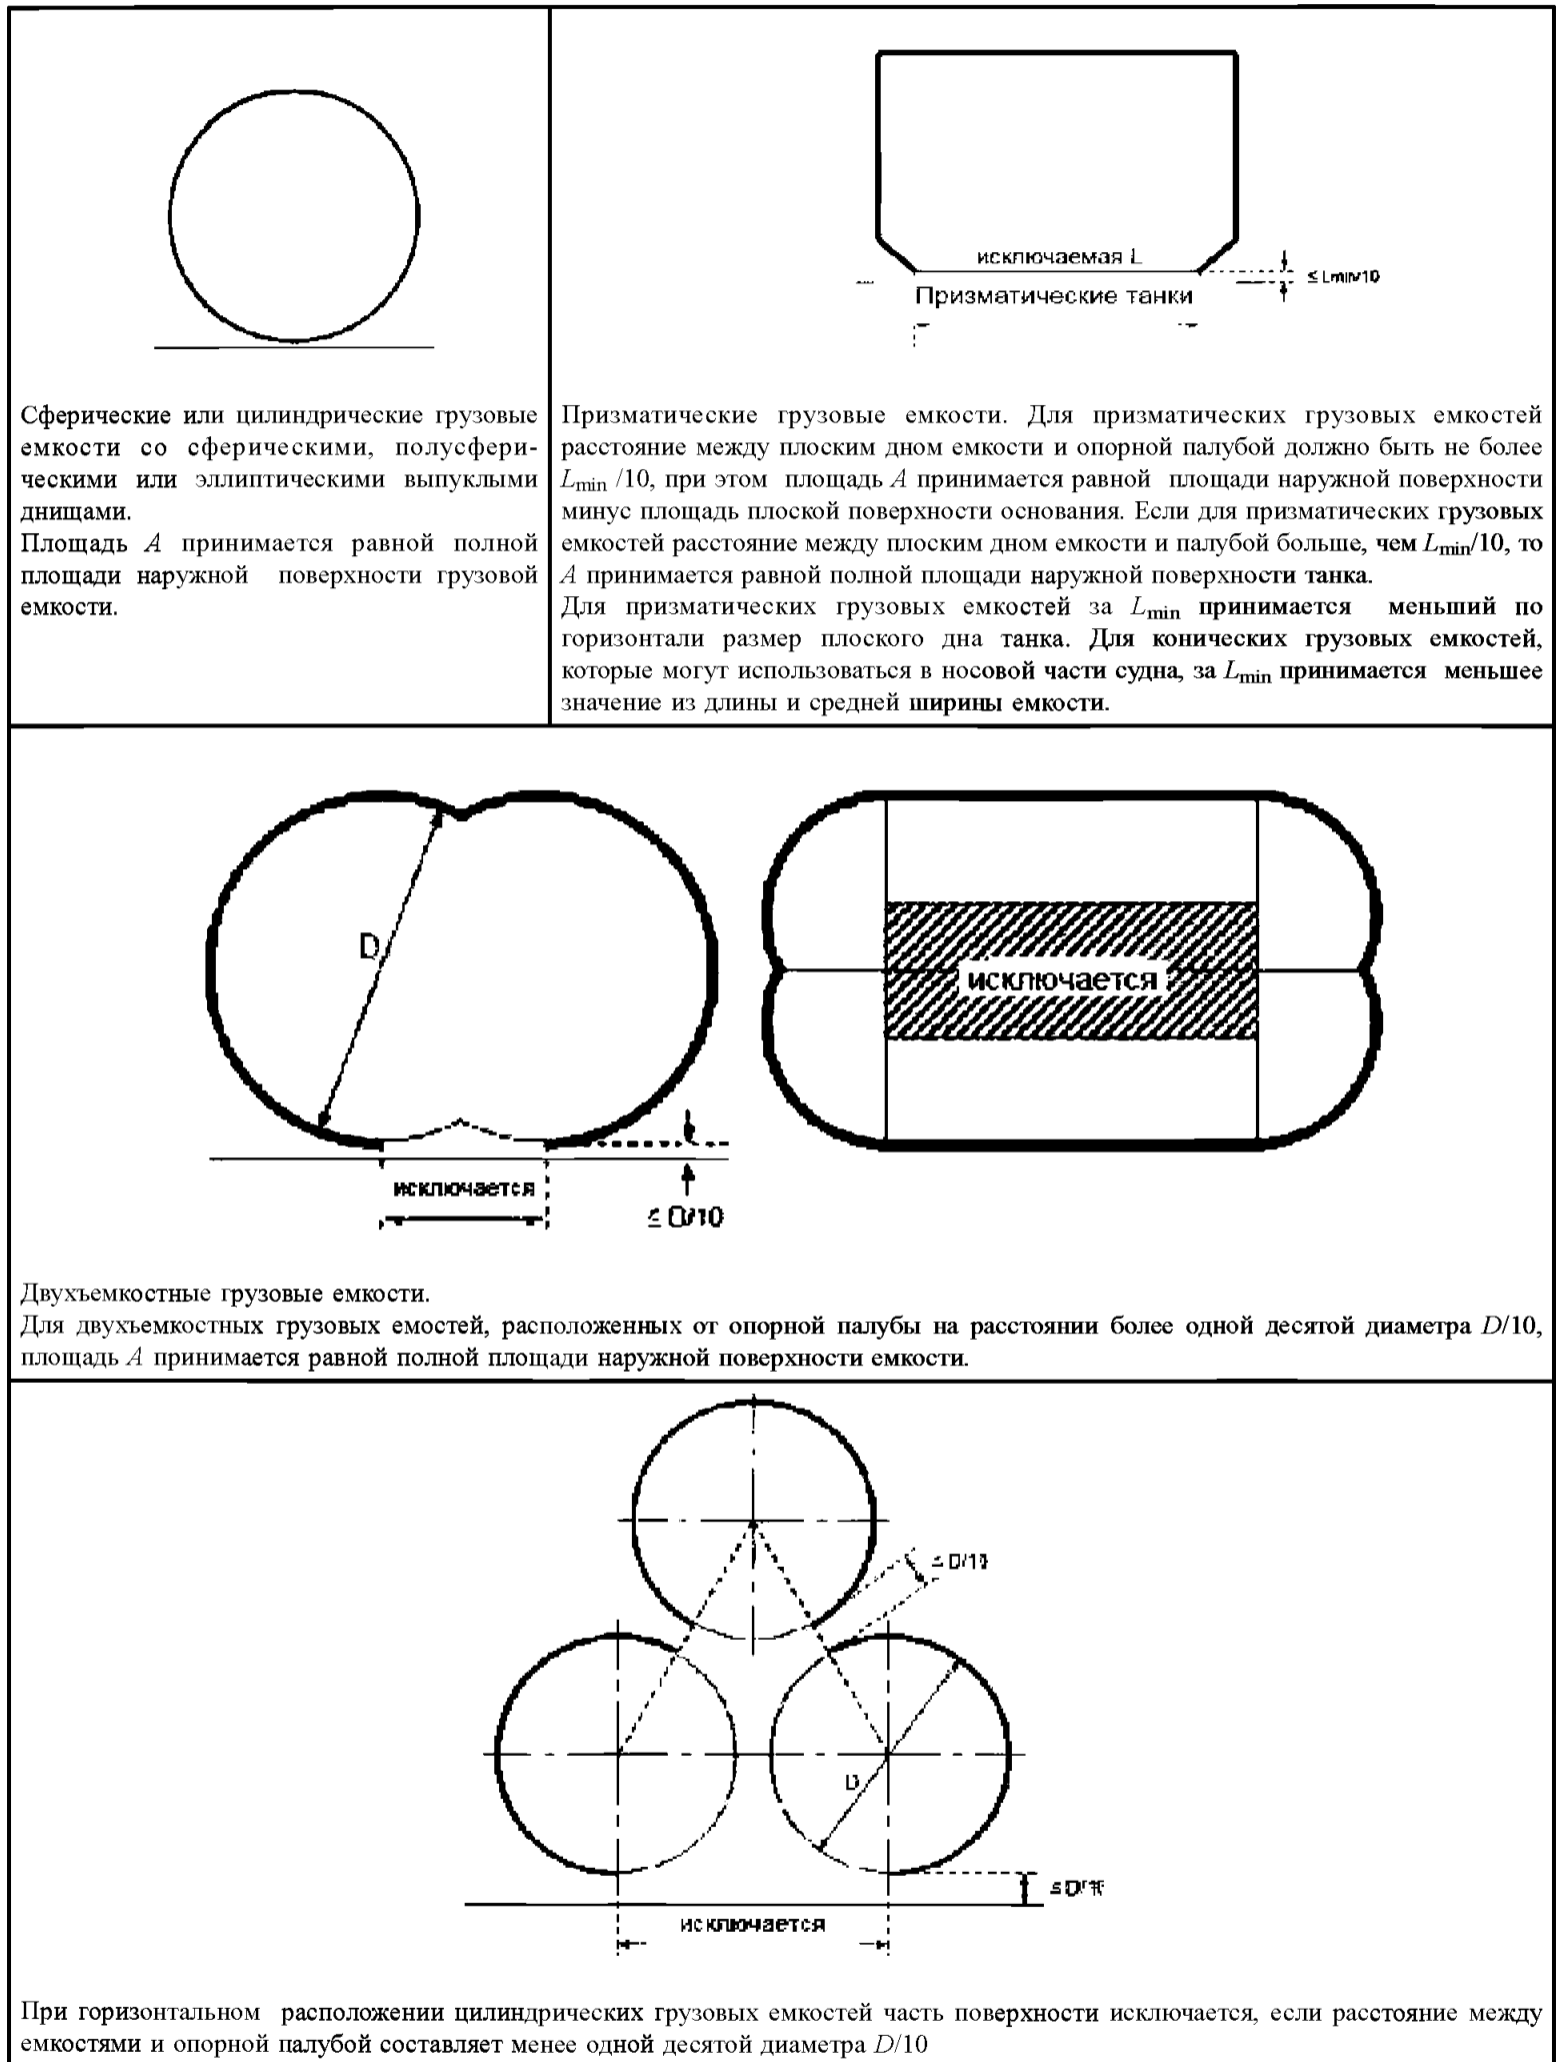 исключаемая L
≤ Lmin/10
Призматические танки
Сферические или цилиндрические грузовые
емкости со сферическими, полусфери-
ческими или эллиптическими выпуклыми
днищами.
Площадь A принимается равной полной
площади наружной поверхности грузовой
емкости.
Призматические грузовые емкости. Для призматических грузовых емкостей
расстояние между плоским дном емкости и опорной палубой должно быть не более
Lmin /10, при этом площадь A принимается равной площади наружной поверхности
минус площадь плоской поверхности основания. Если для призматических грузовых
емкостей расстояние между плоским дном емкости и палубой больше, чем Lmin/10, то
A принимается равной полной площади наружной поверхности танка.
Для призматических грузовых емкостей за Lmin принимается меньший по
горизонтали размер плоского дна танка. Для конических грузовых емкостей,
которые могут использоваться в носовой части судна, за Lmin принимается меньшее
значение из длины и средней ширины емкости.
D
исключается
исключается
≤ D/10
Двухъемкостные грузовые емкости.
Для двухъемкостных грузовых емостей, расположенных от опорной палубы на расстоянии более одной десятой диаметра D/10,
площадь A принимается равной полной площади наружной поверхности емкости.
≤ D/10
D
исключается
При горизонтальном расположении цилиндрических грузовых емкостей часть поверхности исключается, если расстояние между
емкостями и опорной палубой составляет менее одной десятой диаметра D/10